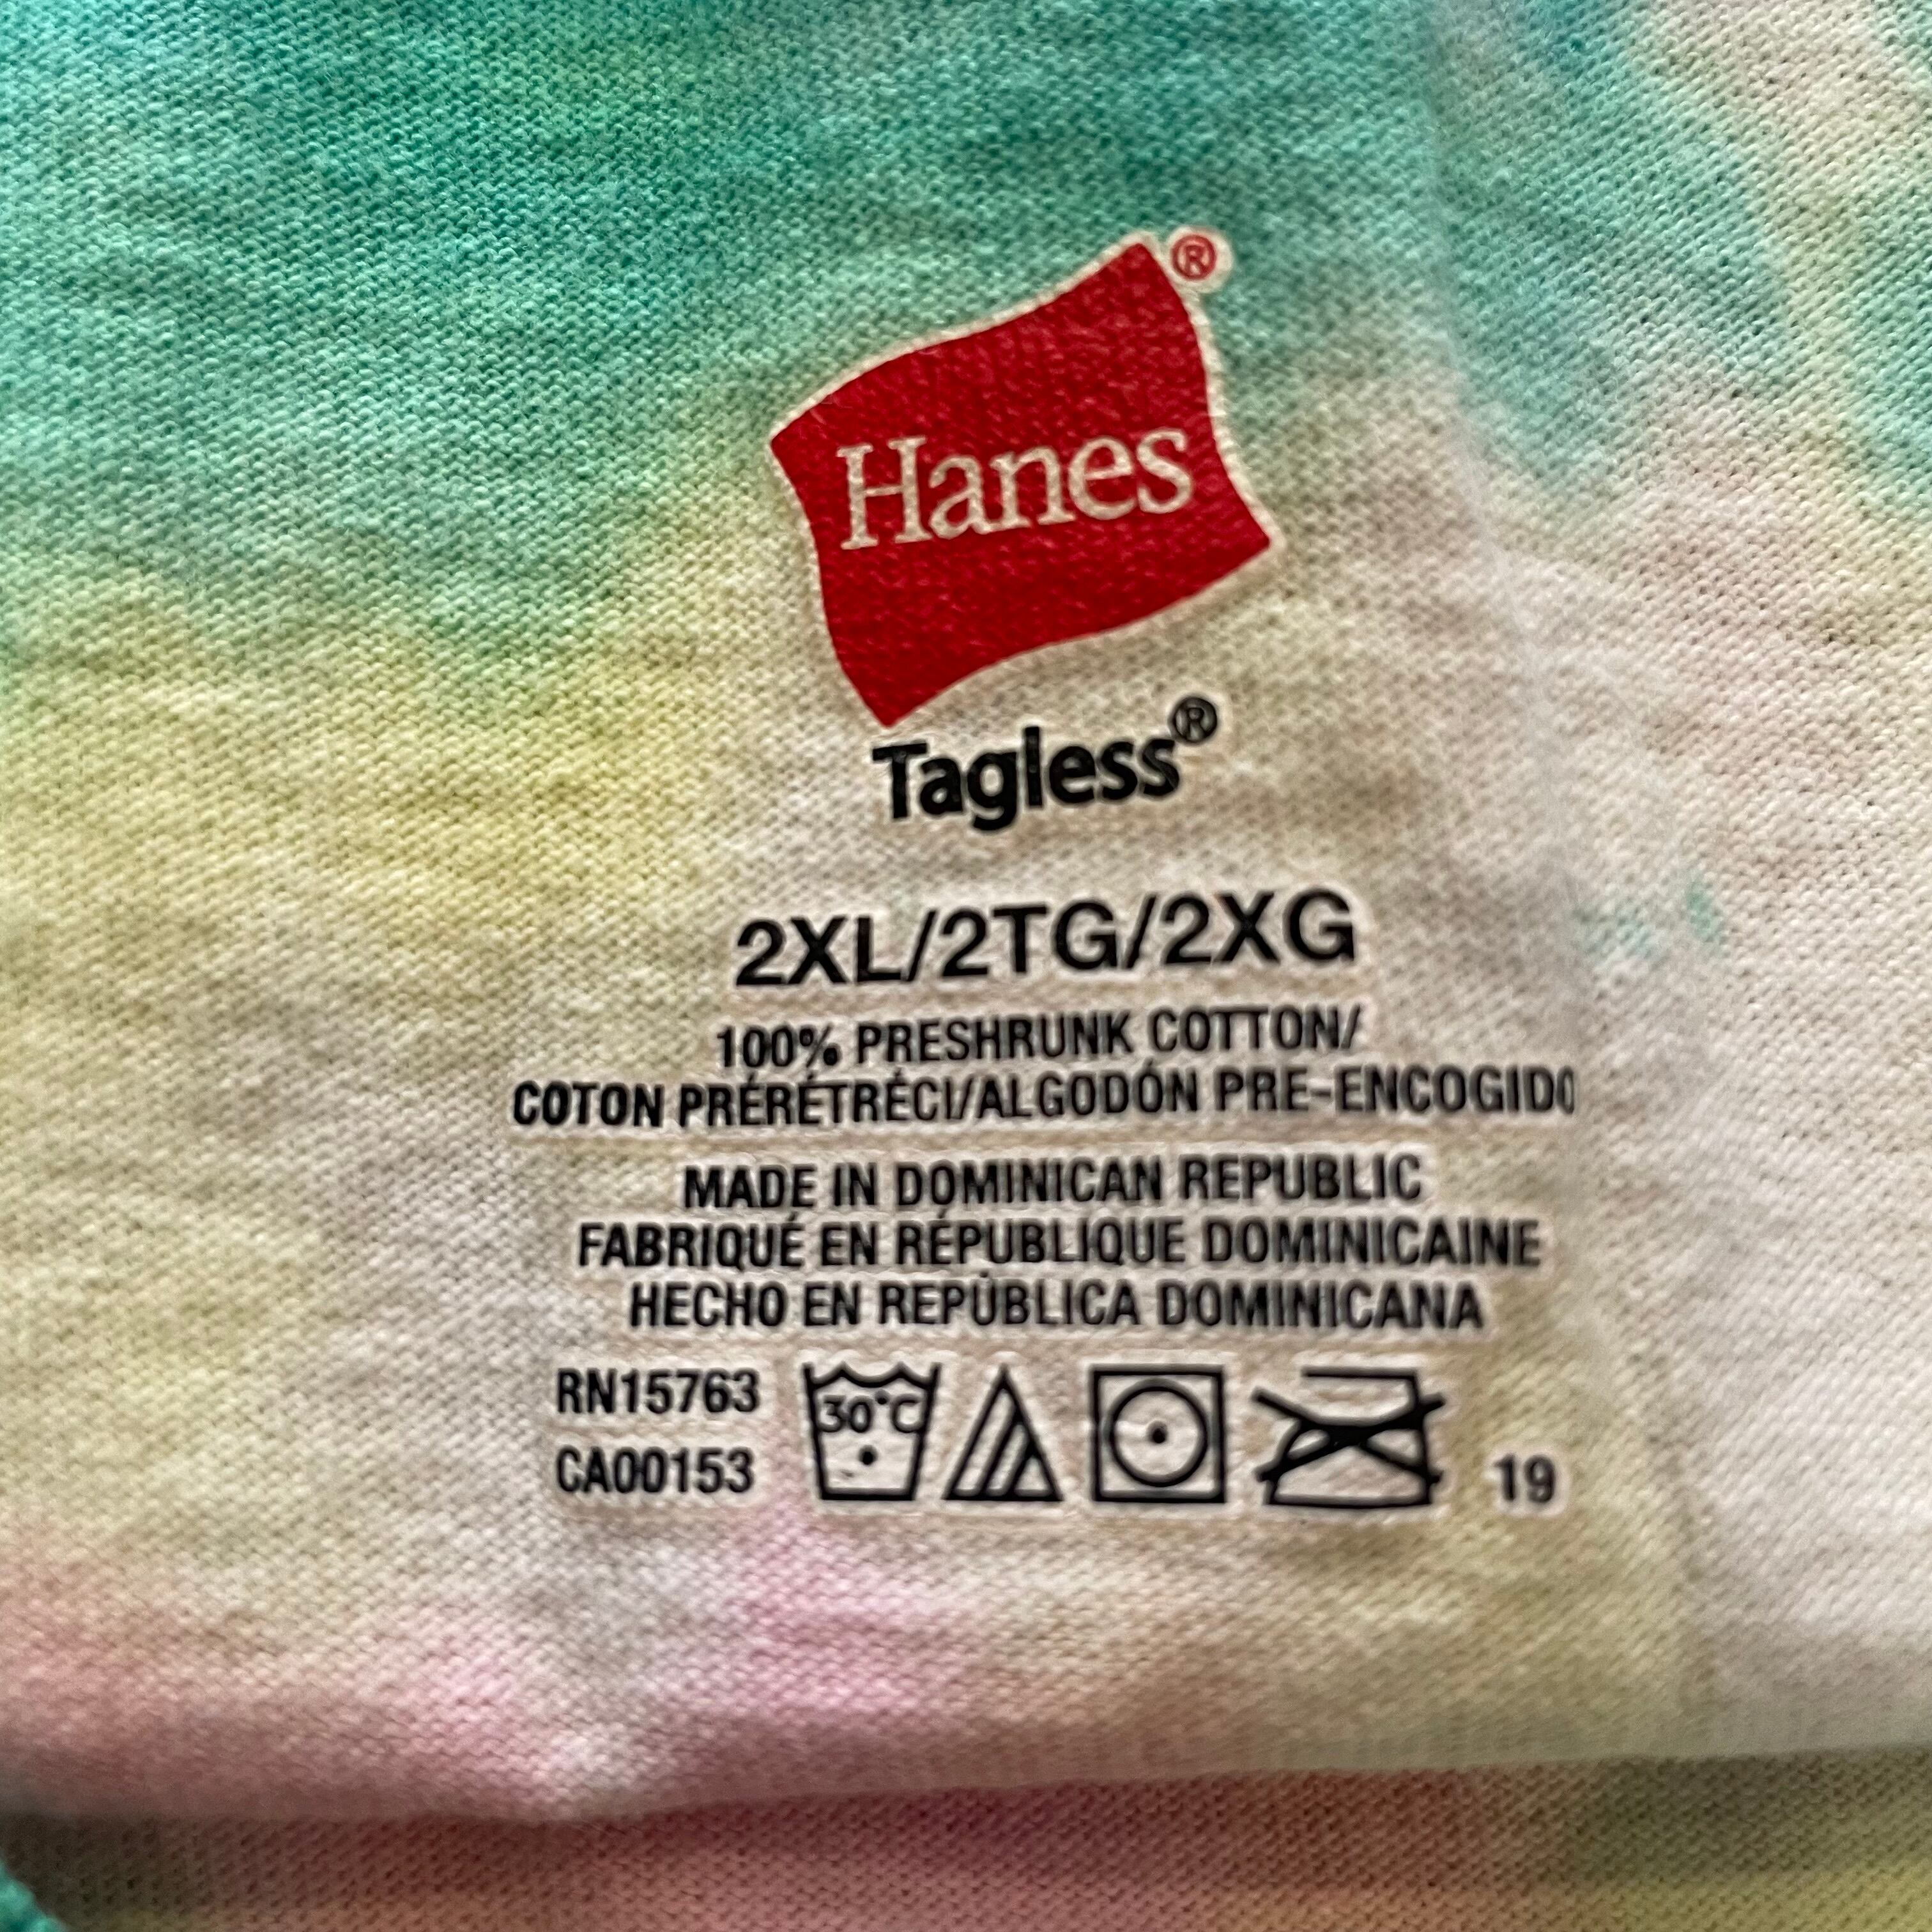 Hanes®
Tagless®
2XL/2TG/2XG
100% PRESHRUNK COTTON/
COTON PRÉRÉTRÉCI/ALGODÓN PRE-ENCOGIDO
MADE IN DOMINICAN REPUBLIC
FABRIQUÉ EN RÉPUBLIQUE DOMINICAINE
HECHO EN REPÚBLICA DOMINICANA
RN15763
CA00153
30°C
19